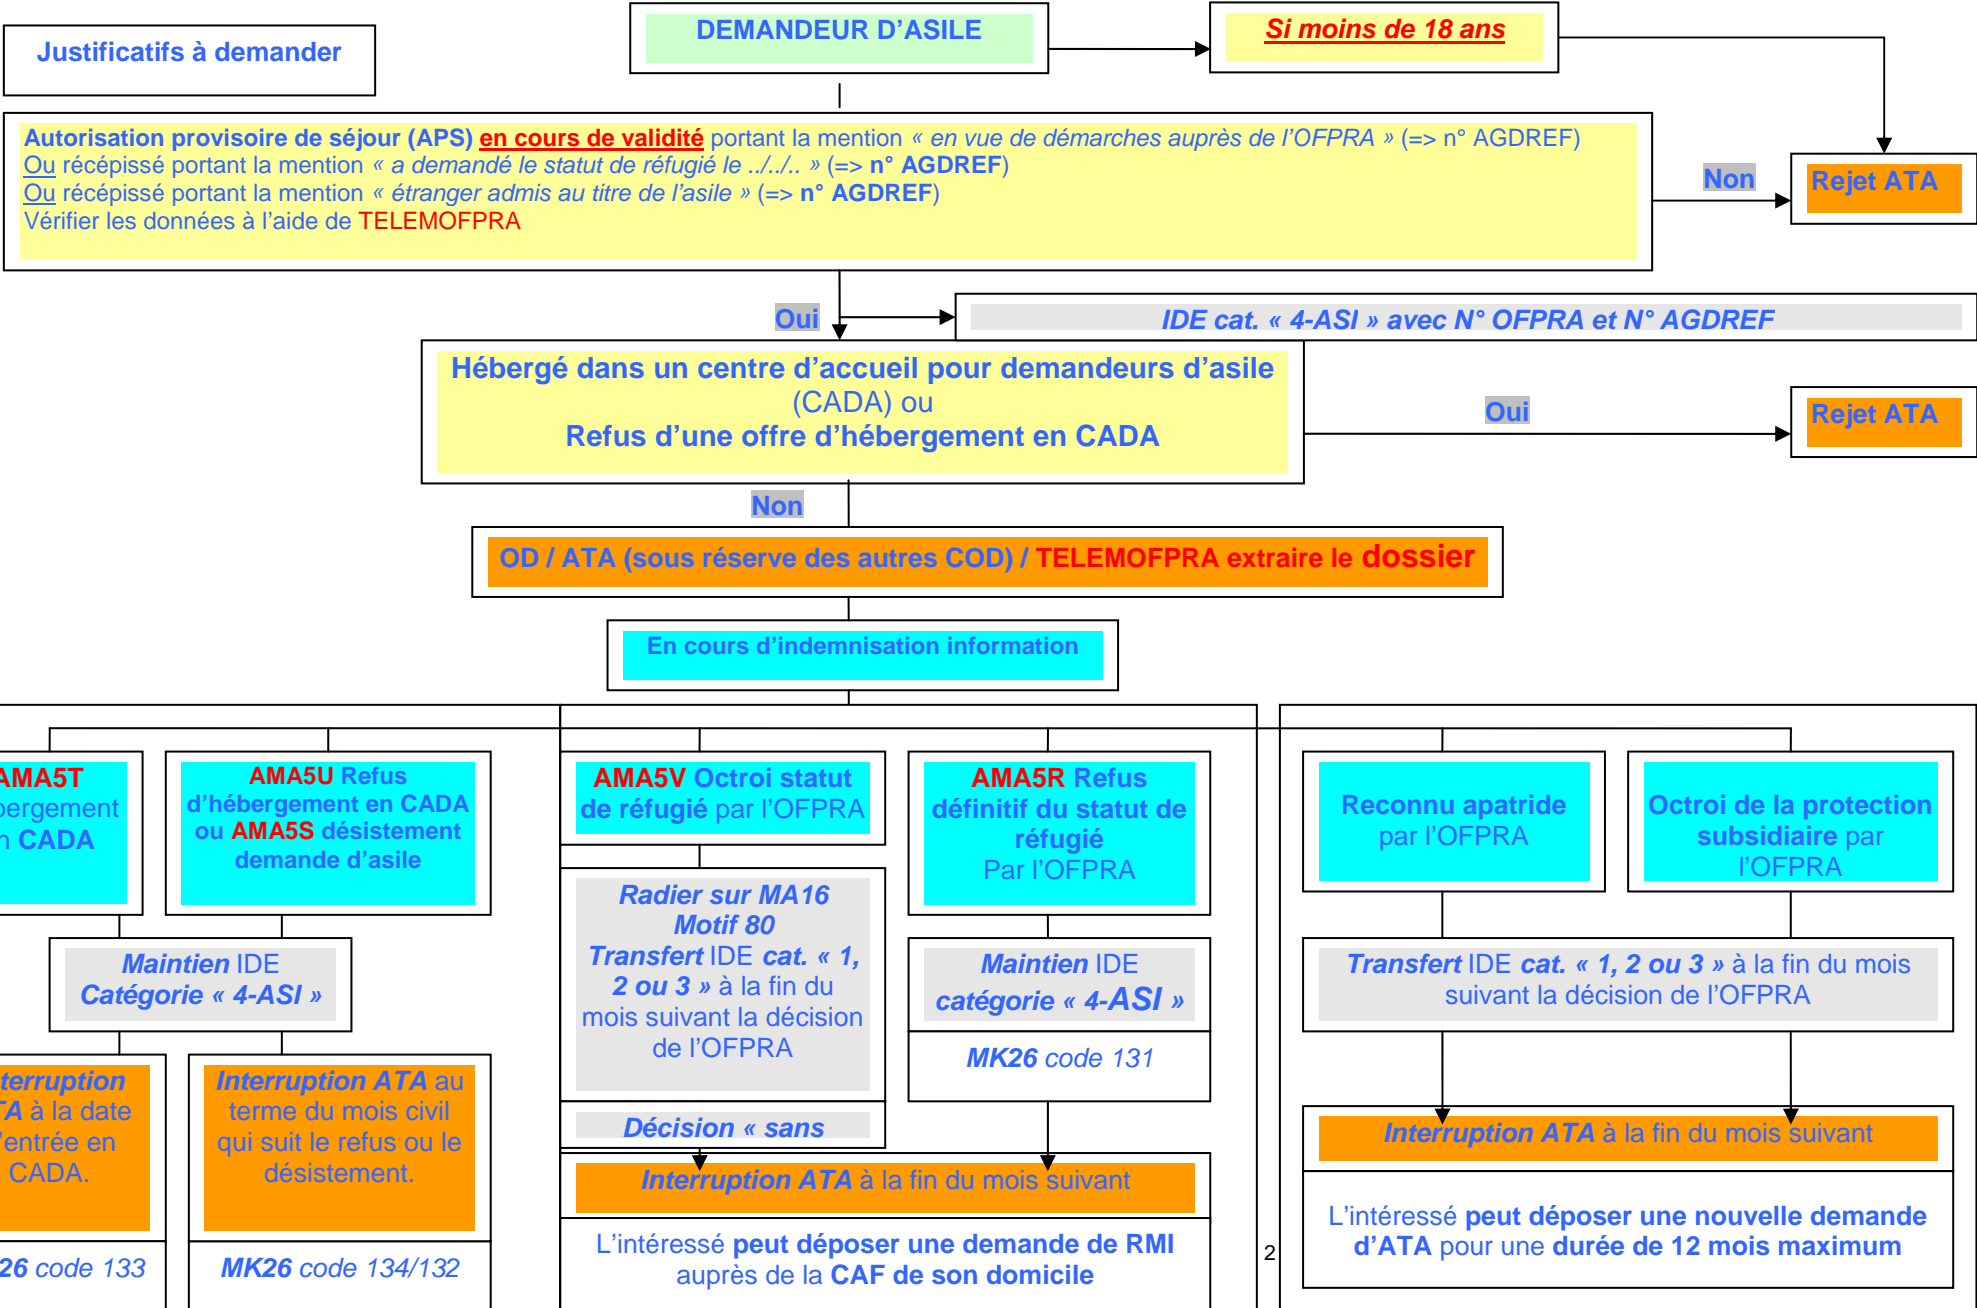 Justificatifs à demander
DEMANDEUR D’ASILE
Si moins de 18 ans
Autorisation provisoire de séjour (APS) en cours de validité portant la mention « en vue de démarches auprès de l’OFPRA » (=> n° AGDREF)
Ou récépissé portant la mention « a demandé le statut de réfugié le ../../.. » (=> n° AGDREF)
Ou récépissé portant la mention « étranger admis au titre de l’asile » (=> n° AGDREF)
Vérifier les données à l’aide de TELEMOFPRA
Non
Rejet ATA
Oui
IDE cat. « 4-ASI » avec N° OFPRA et N° AGDREF
Hébergé dans un centre d’accueil pour demandeurs d’asile
(CADA) ou
Refus d’une offre d’hébergement en CADA
Oui
Rejet ATA
Non
OD / ATA (sous réserve des autres COD) / TELEMOFPRA extraire le dossier
En cours d’indemnisation information
AMA5T
bergement
n CADA
AMA5U Refus
d’hébergement en CADA
ou AMA5S désistement
demande d’asile
AMA5V Octroi statut
de réfugié par l’OFPRA
AMA5R Refus
définitif du statut de
réfugié
Par l’OFPRA
Reconnu apatride
par l’OFPRA
Octroi de la protection
subsidiaire par
l’OFPRA
Maintien IDE
Catégorie « 4-ASI »
Radier sur MA16
Motif 80
Transfert IDE cat. « 1,
2 ou 3 » à la fin du
mois suivant la décision
de l’OFPRA
Maintien IDE
catégorie « 4-ASI »
MK26 code 131
Transfert IDE cat. « 1, 2 ou 3 » à la fin du mois
suivant la décision de l’OFPRA
terruption
TA à la date
’entrée en
CADA.
Interruption ATA au
terme du mois civil
qui suit le refus ou le
désistement.
Décision « sans
Interruption ATA à la fin du mois suivant
Interruption ATA à la fin du mois suivant
26 code 133
MK26 code 134/132
L’intéressé peut déposer une demande de RMI
auprès de la CAF de son domicile
2
L’intéressé peut déposer une nouvelle demande
d’ATA pour une durée de 12 mois maximum